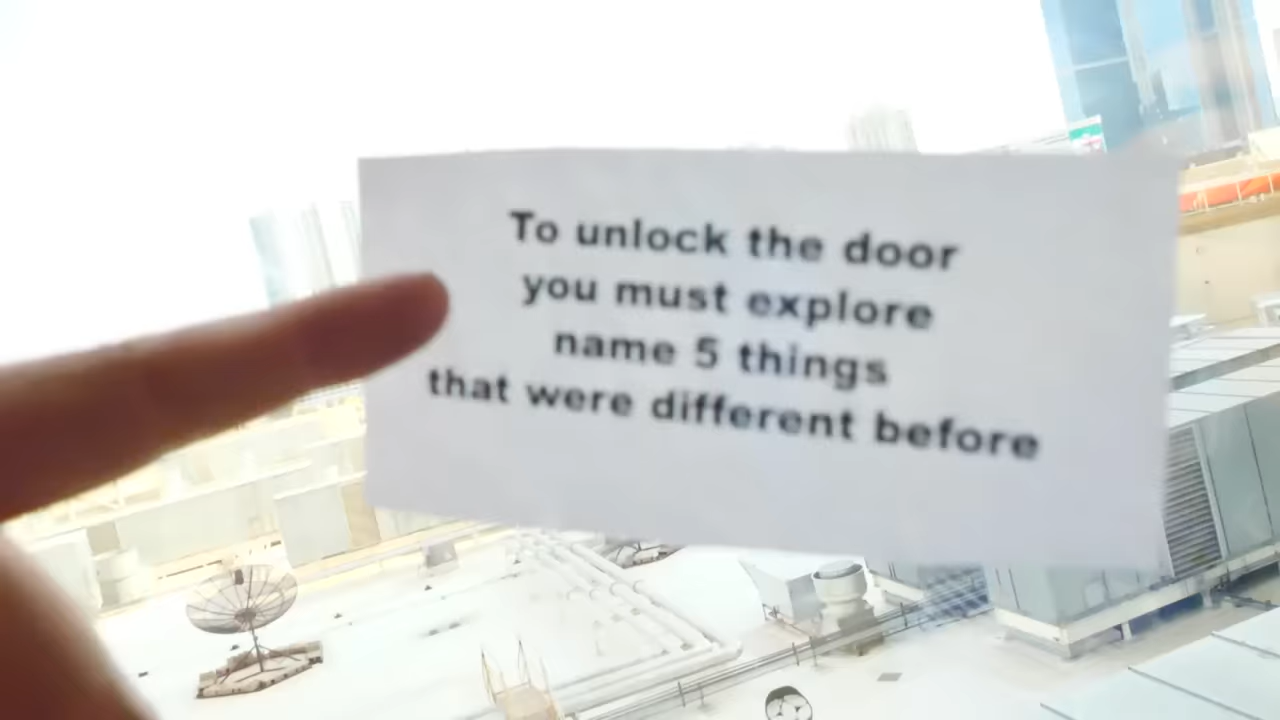 To unlock the door
you must explore
name 5 things
that were different before